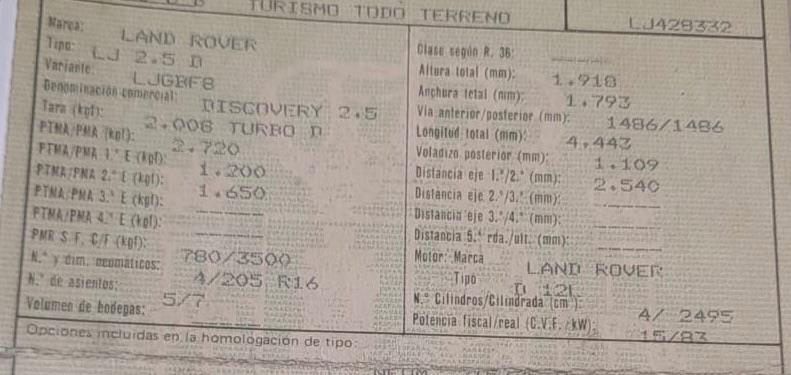 TURISMO TODO TERRENO
LJ428332
Marca: LAND ROVER
Tipo: LJ 2.5 D
Variante: LJGBF8
Denominación comercial: DISCOVERY 2.5
Tara (kgf): 2.008 TURBO D
PTMA/PMA (kgf): 2.720
PTMA/PMA 1.° E (kgf): 1.200
PTMA/PMA 2.° E (kgf): 1.650
PTMA/PMA 3.° E (kgf): ------
PTMA/PMA 4.° E (kgf): ------
PMR S.F. C/F (kgf): 780/3500
N.° y dim. neumáticos: 4/205 R16
N.° de asientos: 5/7
Volumen de bodegas: ------
Clase según R. 36: ------
Altura total (mm): 1.918
Anchura total (mm): 1.793
Vía anterior/posterior (mm): 1486/1486
Longitud total (mm): 4.443
Voladizo posterior (mm): 1.109
Distancia eje 1.°/2.° (mm): 2.540
Distancia eje 2.°/3.° (mm): ------
Distancia eje 3.°/4.° (mm): ------
Distancia 5.ª rda./ult. (mm): ------
Motor: Marca LAND ROVER
Tipo D 12L
N.° Cilindros/Cilindrada (cm³): 4/ 2495
Potencia fiscal/real (C.V.F./kW): 15/83
Opciones incluidas en la homologación de tipo: